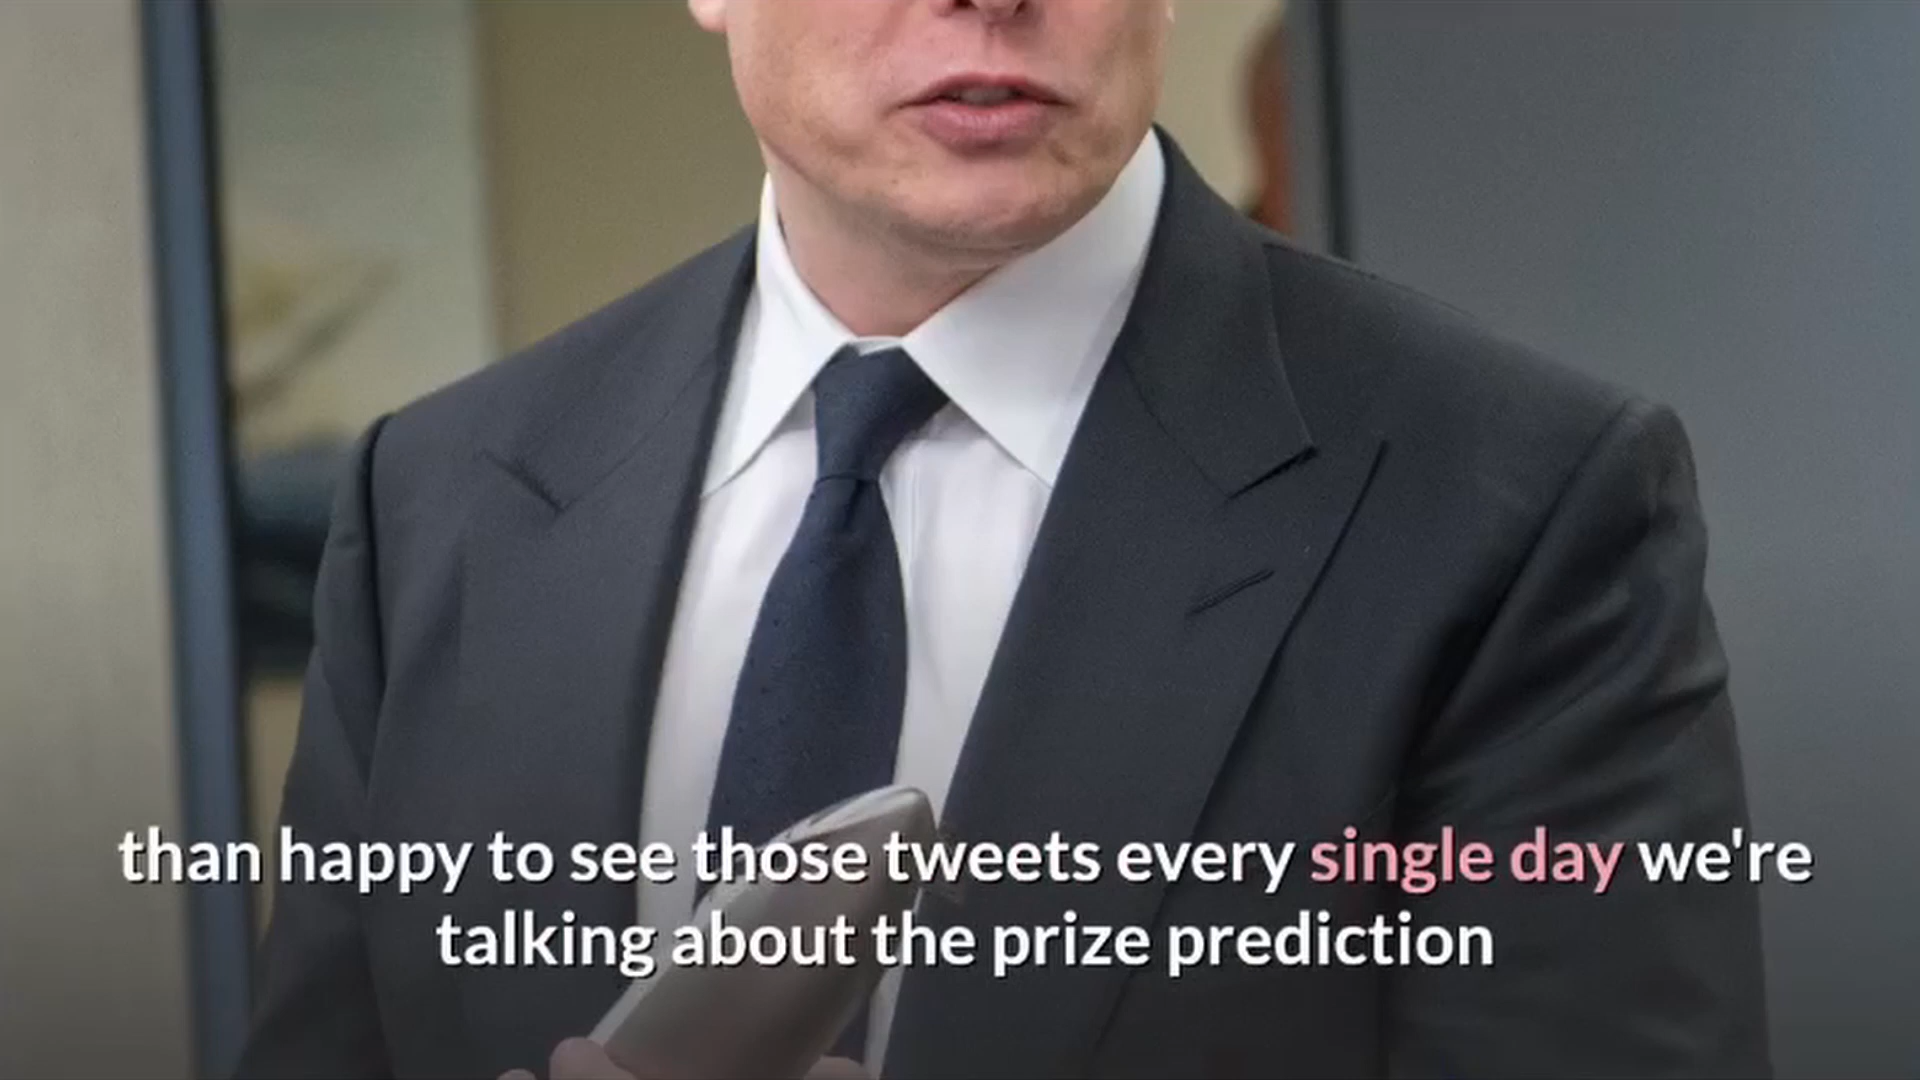 than happy to see those tweets every single day we're
talking about the prize prediction